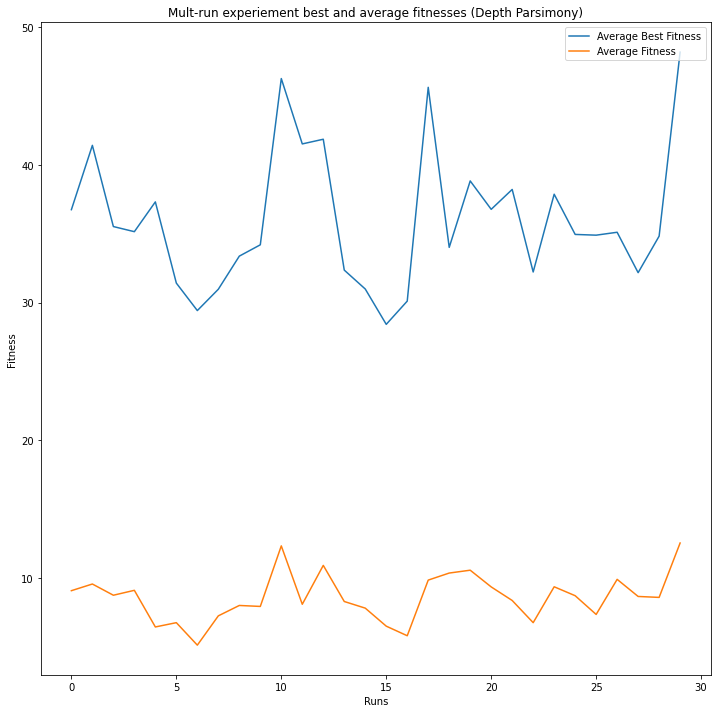 Mult-run experiement best and average fitnesses (Depth Parsimony)
Average Best Fitness
Average Fitness
50
40
30
20
10
Fitness
0 5 10 15 20 25 30
Runs